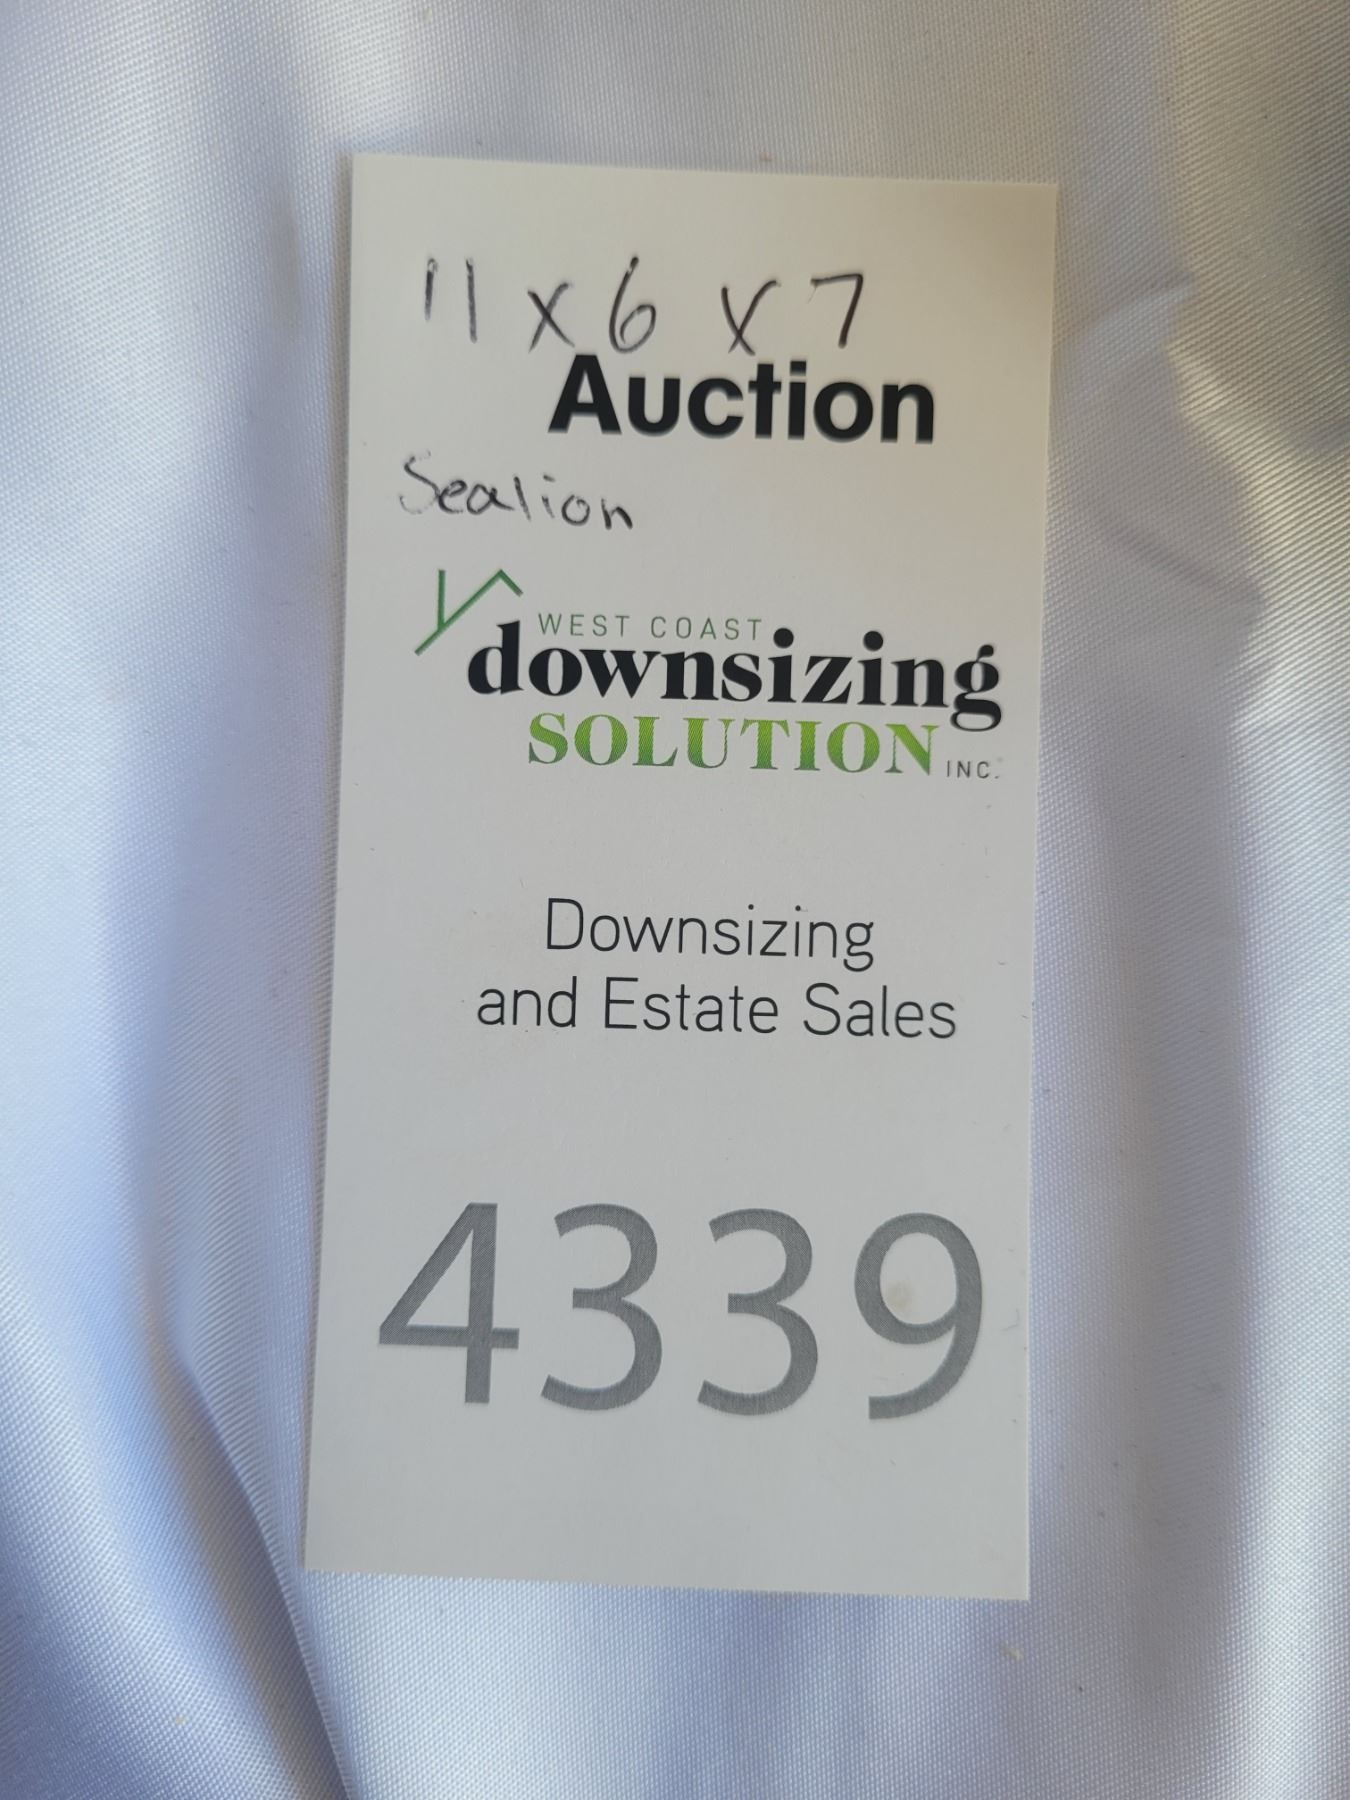 11 x 6 x 7
Auction
Sealion
WEST COAST
downsizing
SOLUTION INC.
Downsizing
and Estate Sales
4339